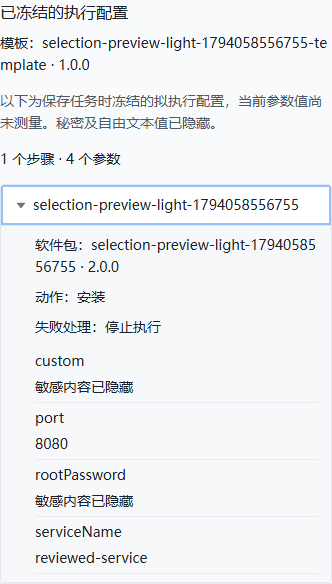 已冻结的执行配置
模板：selection-preview-light-1794058556755-te
mplate · 1.0.0
以下为保存任务时冻结的拟执行配置，当前参数值尚
未测量。秘密及自由文本值已隐藏。
1 个步骤 · 4 个参数
selection-preview-light-1794058556755
软件包：selection-preview-light-17940585
56755 · 2.0.0
动作：安装
失败处理：停止执行
custom
敏感内容已隐藏
port
8080
rootPassword
敏感内容已隐藏
serviceName
reviewed-service